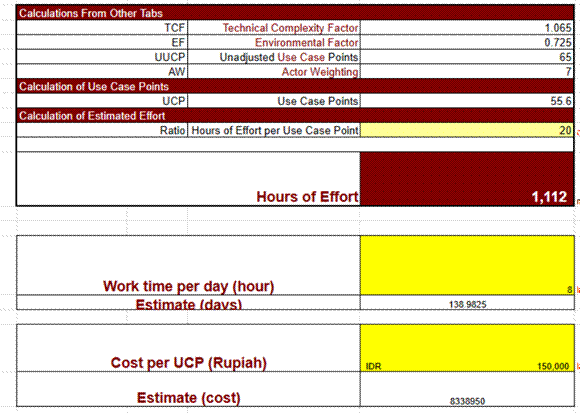 Calculations From Other Tabs
TCF Technical Complexity Factor 1.065
EF Environmental Factor 0.725
UUCP Unadjusted Use Case Points 65
AW Actor Weighting 7
Calculation of Use Case Points
UCP Use Case Points 55.6
Calculation of Estimated Effort
Ratio Hours of Effort per Use Case Point 20
Hours of Effort 1,112
Work time per day (hour) 8
Estimate (days) 138.9825
Cost per UCP (Rupiah) IDR 150,000
Estimate (cost) 8338950